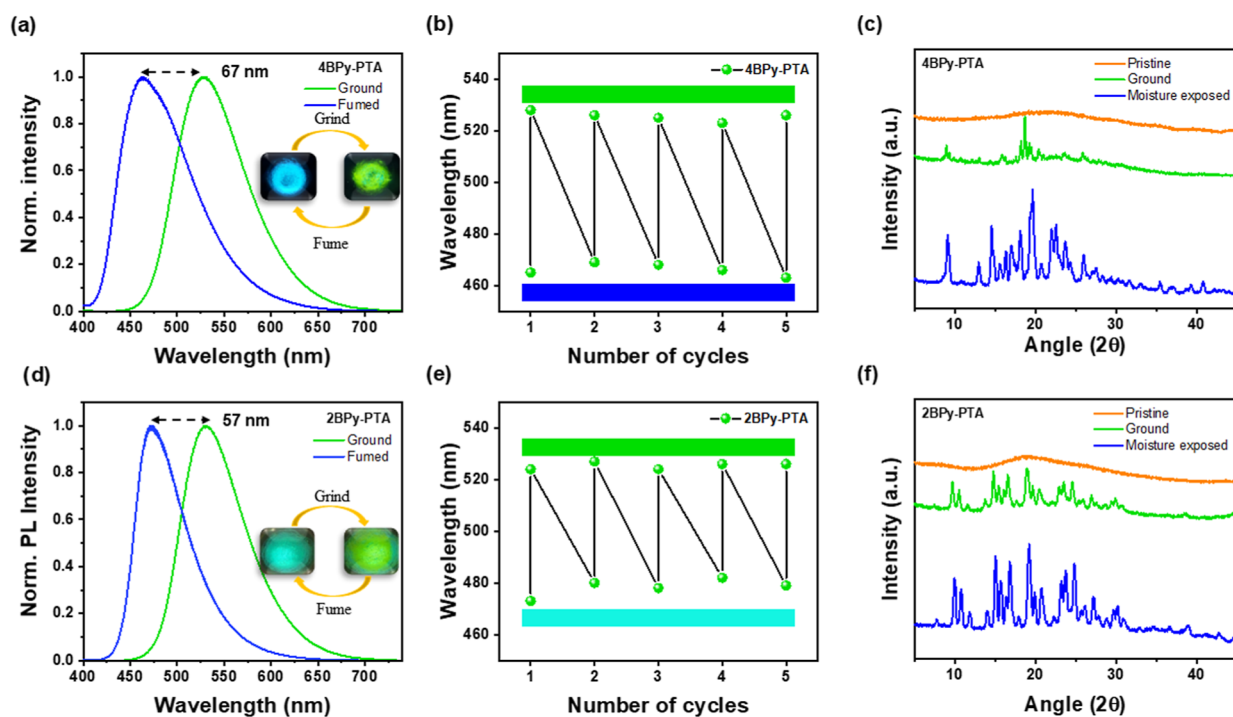 (a)
67 nm
4BPy-PTA
Ground
Fumed
Grind
Fume
Norm. intensity
1.0
0.8
0.6
0.4
0.2
0.0
400 450 500 550 600 650 700
Wavelength (nm)
(b)
4BPy-PTA
Wavelength (nm)
540
520
500
480
460
1 2 3 4 5
Number of cycles
(c)
4BPy-PTA
Pristine
Ground
Moisture exposed
Intensity (a.u.)
10 20 30 40
Angle (2θ)
(d)
57 nm
2BPy-PTA
Ground
Fumed
Grind
Fume
Norm. PL Intensity
1.0
0.8
0.6
0.4
0.2
0.0
400 450 500 550 600 650 700
Wavelength (nm)
(e)
2BPy-PTA
Wavelength (nm)
540
520
500
480
460
1 2 3 4 5
Number of cycles
(f)
2BPy-PTA
Pristine
Ground
Moisture exposed
Intensity (a.u.)
10 20 30 40
Angle (2θ)